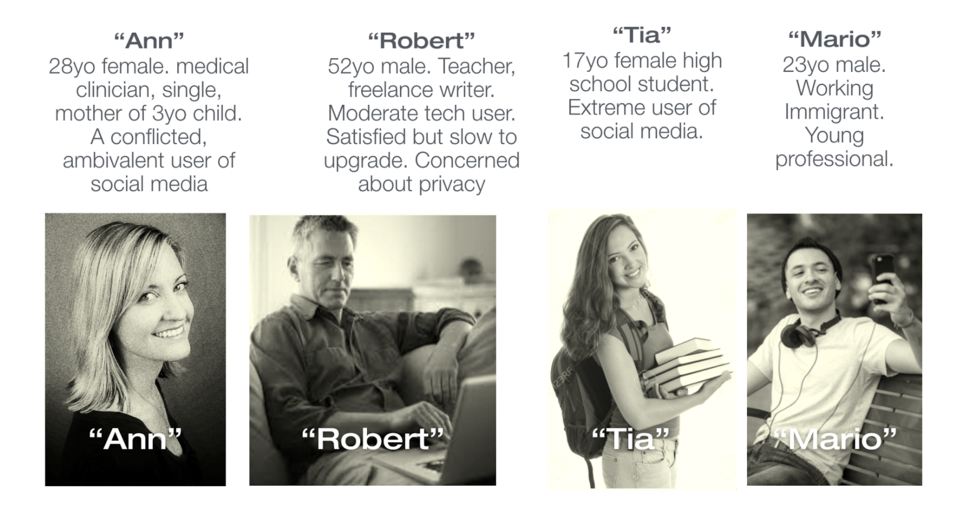 “Ann”
28yo female. medical
clinician, single,
mother of 3yo child.
A conflicted,
ambivalent user of
social media
“Robert”
52yo male. Teacher,
freelance writer.
Moderate tech user.
Satisfied but slow to
upgrade. Concerned
about privacy
“Tia”
17yo female high
school student.
Extreme user of
social media.
“Mario”
23yo male.
Working
Immigrant.
Young
professional.
“Ann”
“Robert”
“Tia”
“Mario”